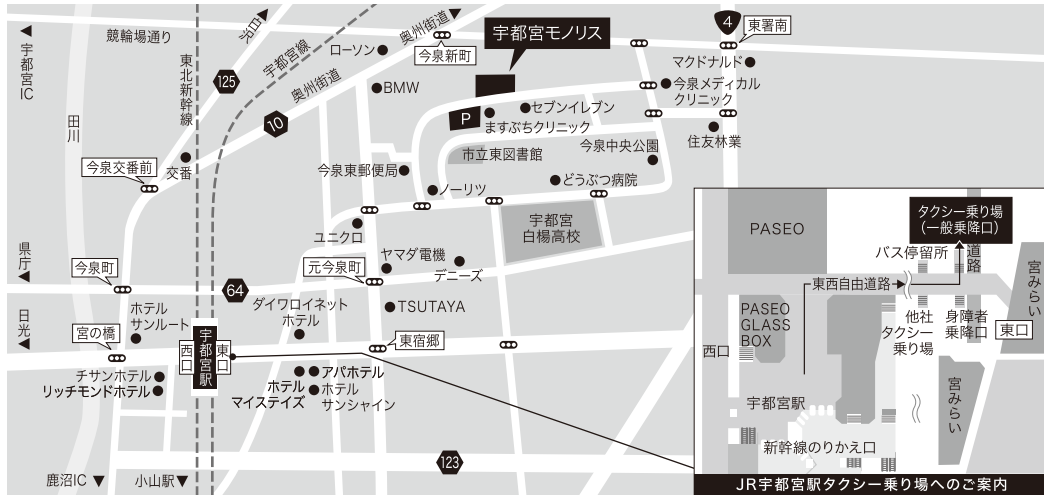 宇都宮IC
競輪場通り
日光
ローソン
奥州街道
今泉新町
宇都宮モノリス
4
東署南
マクドナルド
東北新幹線
125
宇都宮線
奥州街道
BMW
セブンイレブン
今泉メディカル
クリニック
田川
10
P
ますぶちクリニック
住友林業
今泉交番前
交番
今泉東郵便局
市立東図書館
今泉中央公園
ノーリツ
どうぶつ病院
ユニクロ
宇都宮
白楊高校
県庁
今泉町
64
元今泉町
ヤマダ電機
デニーズ
日光
宮の橋
ホテル
サンルート
ダイワロイネット
ホテル
TSUTAYA
西口
宇都宮駅
東口
東宿郷
チサンホテル
リッチモンドホテル
アパホテル
ホテル
マイステイズ
ホテル
サンシャイン
123
鹿沼IC
小山駅
PASEO
タクシー乗り場
(一般乗降口)
バス停留所
道路
宮みらい
東西自由道路
PASEO
GLASS
BOX
他社
タクシー
乗り場
身障者
乗降口
東口
西口
宇都宮駅
宮みらい
新幹線のりかえ口
JR宇都宮駅タクシー乗り場へのご案内